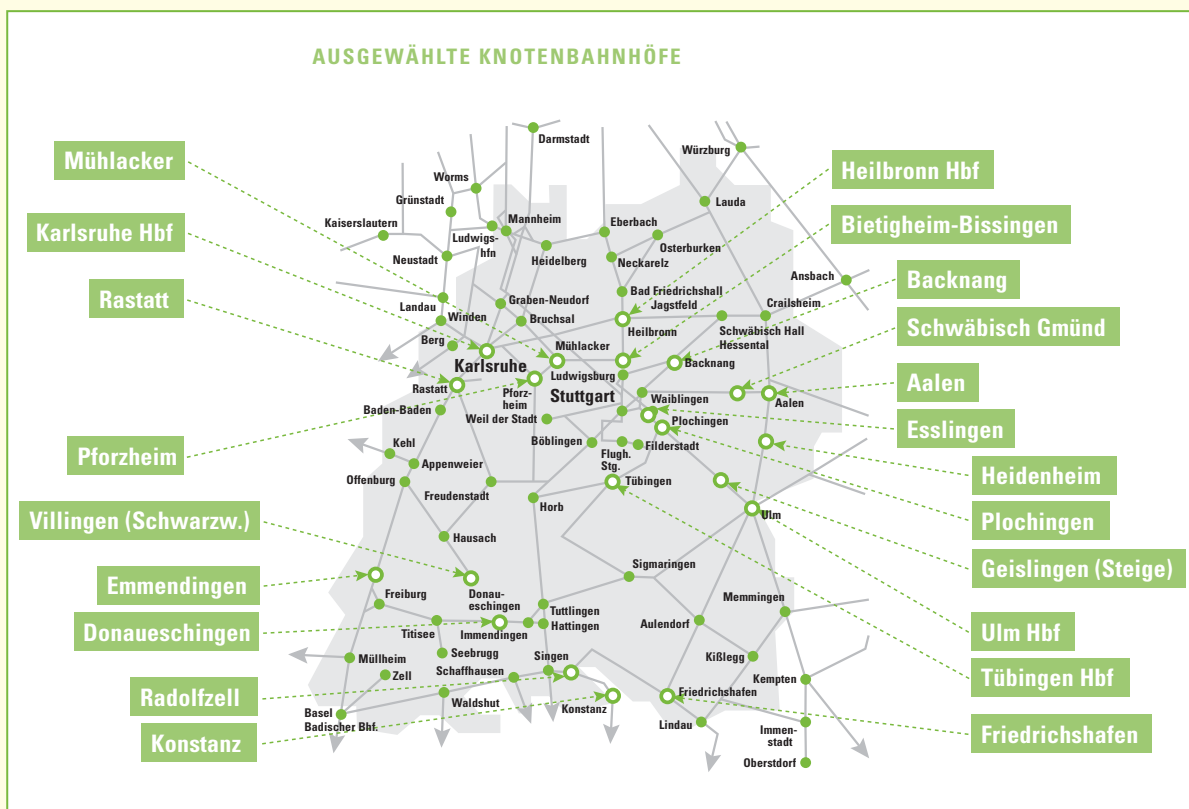 AUSGEWÄHLTE KNOTENBAHNHÖFE
Mühlacker
Karlsruhe Hbf
Rastatt
Pforzheim
Villingen (Schwarzw.)
Emmendingen
Donaueschingen
Radolfzell
Konstanz
Darmstadt
Würzburg
Worms
Grünstadt
Lauda
Kaiserslautern
Mannheim
Eberbach
Ludwigs-
hfn
Osterburken
Neustadt
Heidelberg
Neckarelz
Ansbach
Landau
Graben-Neudorf
Bad Friedrichshall
Jagstfeld
Crailsheim
Winden
Bruchsal
Heilbronn
Schwäbisch Hall
Hessental
Berg
Mühlacker
Karlsruhe
Backnang
Rastatt
Ludwigsburg
Pforz-
heim
Stuttgart
Waiblingen
Aalen
Baden-Baden
Weil der Stadt
Plochingen
Kehl
Böblingen
Flugh.
Stg.
Filderstadt
Appenweier
Offenburg
Freudenstadt
Tübingen
Horb
Ulm
Hausach
Sigmaringen
Donau-
eschingen
Freiburg
Memmingen
Tuttlingen
Titisee
Immendingen
Hattingen
Aulendorf
Seebrugg
Müllheim
Singen
Kißlegg
Zell
Schaffhausen
Kempten
Waldshut
Friedrichshafen
Basel
Badischer Bhf.
Konstanz
Lindau
Immen-
stadt
Oberstdorf
Heilbronn Hbf
Bietigheim-Bissingen
Backnang
Schwäbisch Gmünd
Aalen
Esslingen
Heidenheim
Plochingen
Geislingen (Steige)
Ulm Hbf
Tübingen Hbf
Friedrichshafen